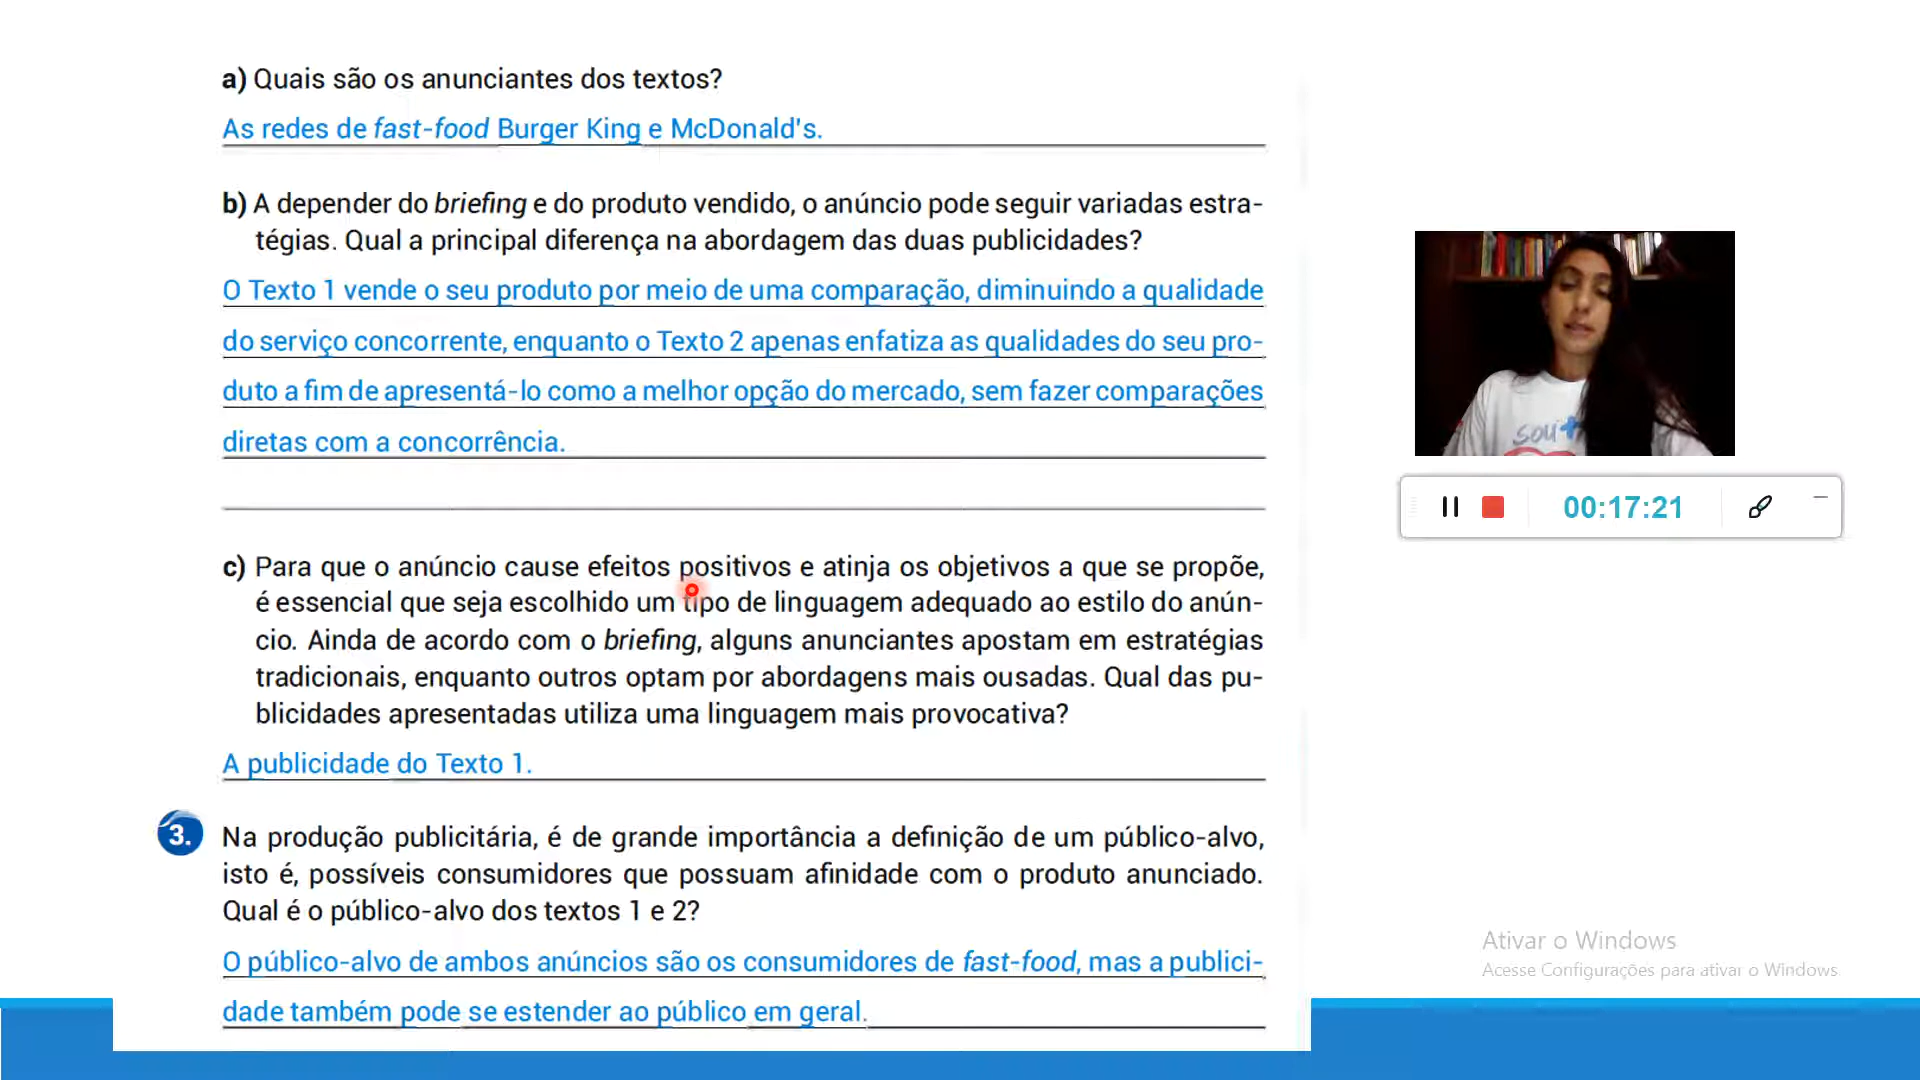 a) Quais são os anunciantes dos textos?
As redes de fast-food Burger King e McDonald's.
b) A depender do briefing e do produto vendido, o anúncio pode seguir variadas estra-
tégias. Qual a principal diferença na abordagem das duas publicidades?
O Texto 1 vende o seu produto por meio de uma comparação, diminuindo a qualidade
do serviço concorrente, enquanto o Texto 2 apenas enfatiza as qualidades do seu pro-
duto a fim de apresentá-lo como a melhor opção do mercado, sem fazer comparações
diretas com a concorrência.
c) Para que o anúncio cause efeitos positivos e atinja os objetivos a que se propõe,
é essencial que seja escolhido um tipo de linguagem adequado ao estilo do anún-
cio. Ainda de acordo com o briefing, alguns anunciantes apostam em estratégias
tradicionais, enquanto outros optam por abordagens mais ousadas. Qual das pu-
blicidades apresentadas utiliza uma linguagem mais provocativa?
A publicidade do Texto 1.
3. Na produção publicitária, é de grande importância a definição de um público-alvo,
isto é, possíveis consumidores que possuam afinidade com o produto anunciado.
Qual é o público-alvo dos textos 1 e 2?
O público-alvo de ambos anúncios são os consumidores de fast-food, mas a publici-
dade também pode se estender ao público em geral.
sou+
00:17:21
Ativar o Windows
Acesse Configurações para ativar o Windows.